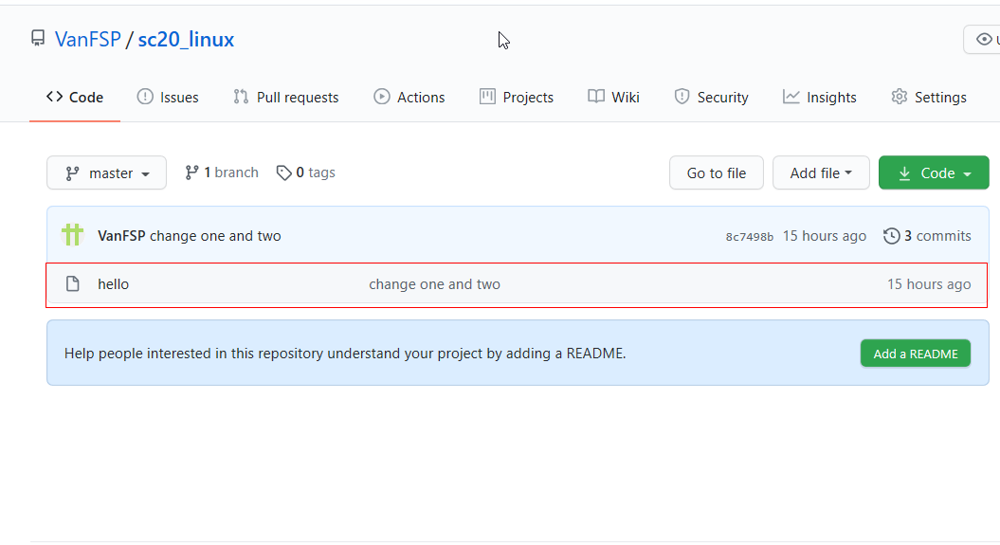 VanFSP / sc20_linux
Code Issues Pull requests Actions Projects Wiki Security Insights Settings
master 1 branch 0 tags Go to file Add file Code
VanFSP change one and two 8c7498b 15 hours ago 3 commits
hello change one and two 15 hours ago
Help people interested in this repository understand your project by adding a README. Add a README